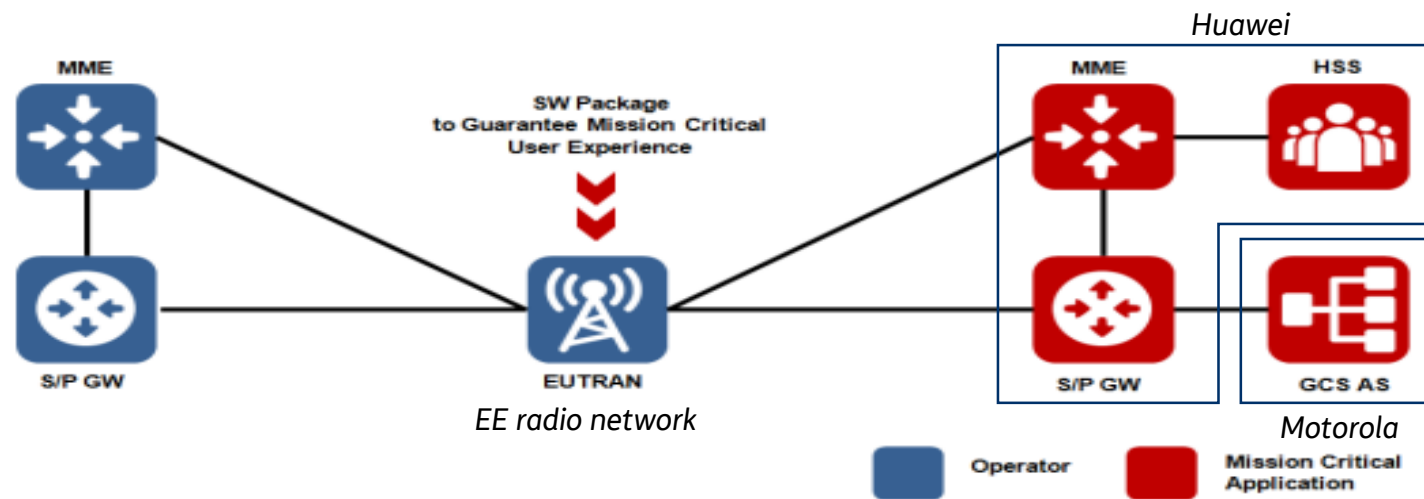 Huawei
MME
MME
HSS
SW Package
to Guarantee Mission Critical
User Experience
S/P GW
EUTRAN
S/P GW
GCS AS
EE radio network
Motorola
Operator
Mission Critical
Application